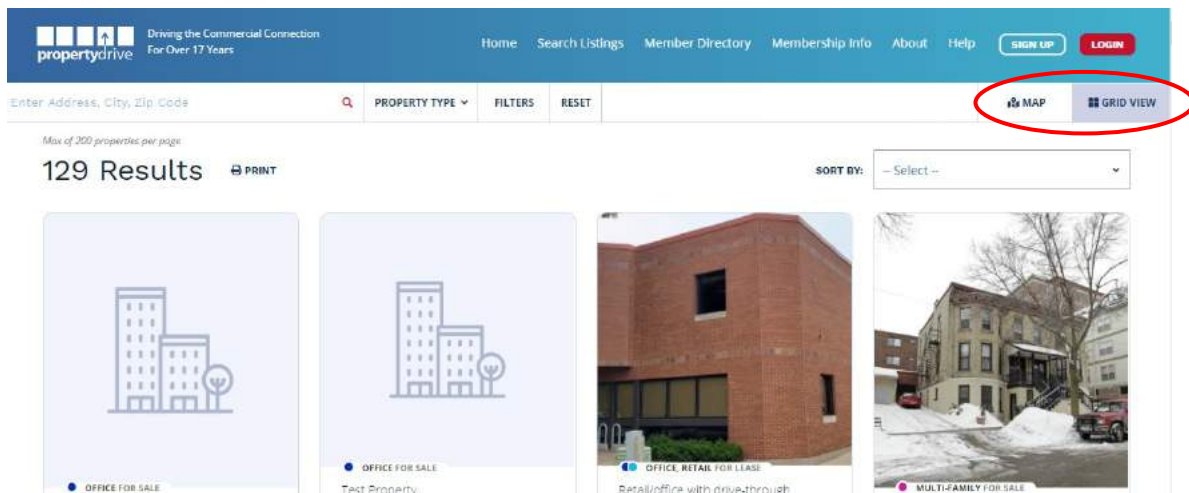 propertydrive
Driving the Commercial Connection
For Over 17 Years
Home Search Listings Member Directory Membership Info About Help SIGN UP LOGIN
Enter Address, City, Zip Code PROPERTY TYPE FILTERS RESET MAP GRID VIEW
Max of 200 properties per page
129 Results PRINT SORT BY: -- Select --
OFFICE FOR SALE
OFFICE FOR SALE
Test Property
OFFICE, RETAIL FOR LEASE
Retail/office with drive-through
MULTI-FAMILY FOR SALE